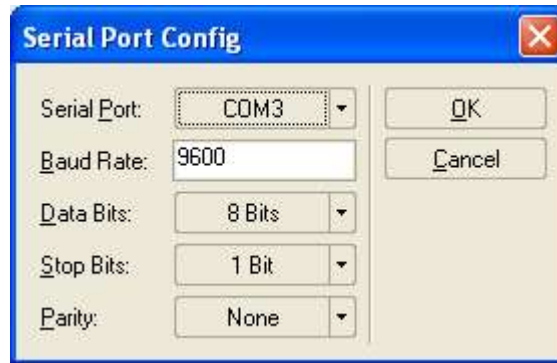 Serial Port Config
Serial Port: COM3
OK
Baud Rate: 9600
Cancel
Data Bits: 8 Bits
Stop Bits: 1 Bit
Parity: None